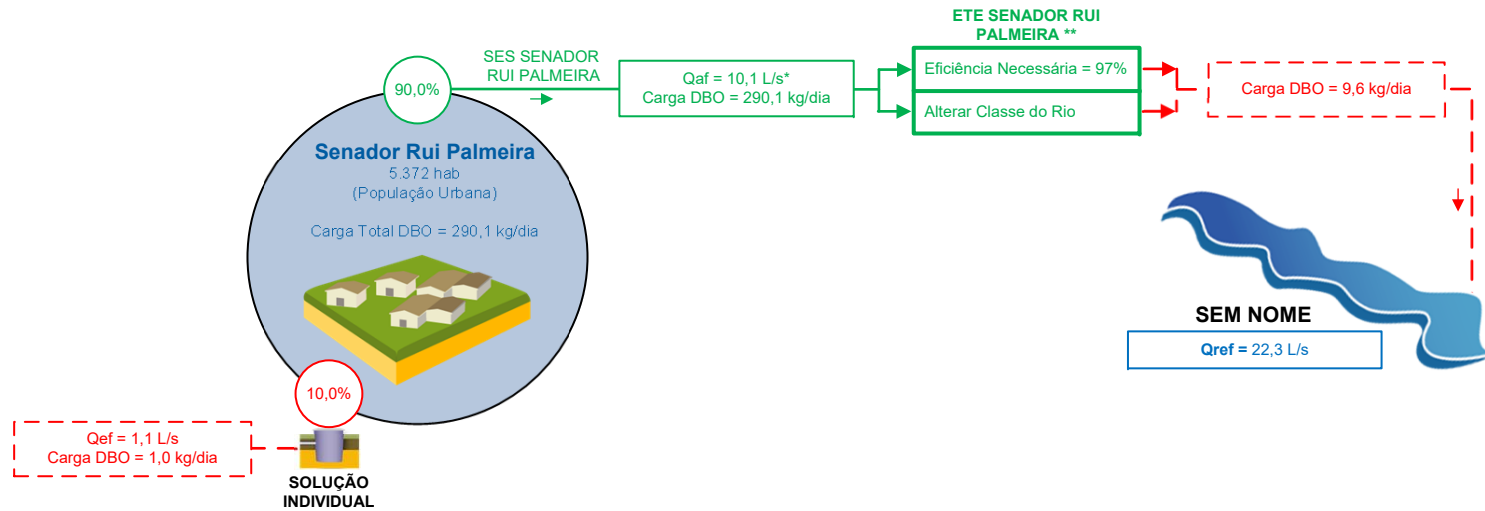 ETE SENADOR RUI
PALMEIRA **
SES SENADOR
RUI PALMEIRA
90,0%
Qaf = 10,1 L/s*
Carga DBO = 290,1 kg/dia
Eficiência Necessária = 97%
Alterar Classe do Rio
Carga DBO = 9,6 kg/dia
Senador Rui Palmeira
5.372 hab
(População Urbana)
Carga Total DBO = 290,1 kg/dia
SEM NOME
Qref = 22,3 L/s
10,0%
Qef = 1,1 L/s
Carga DBO = 1,0 kg/dia
SOLUÇÃO
INDIVIDUAL